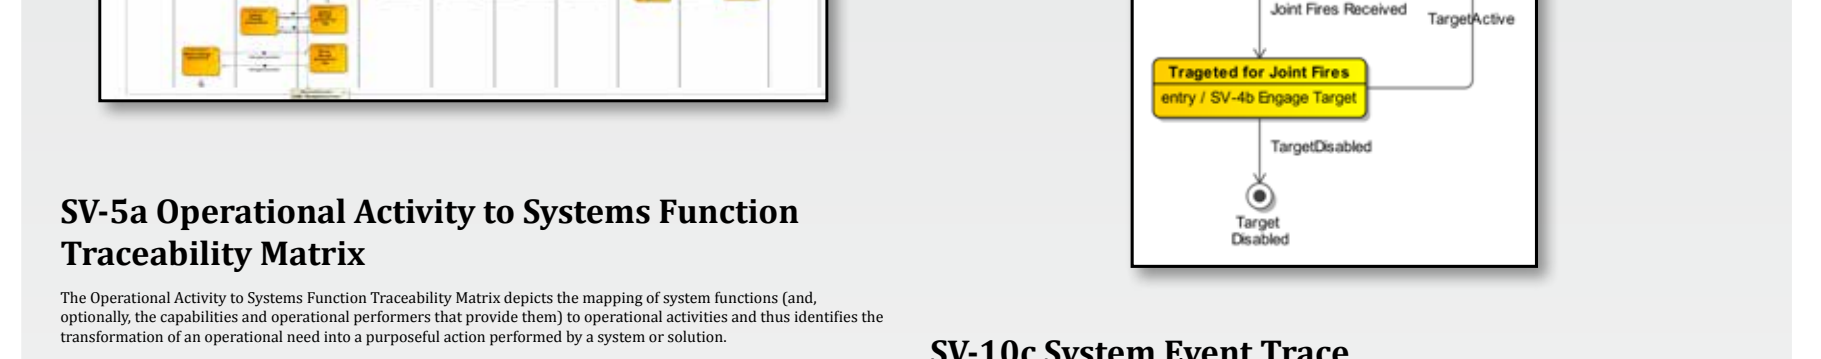 SV-5a Operational Activity to Systems Function
Traceability Matrix
The Operational Activity to Systems Function Traceability Matrix depicts the mapping of system functions (and,
optionally, the capabilities and operational performers that provide them) to operational activities and thus identifies the
transformation of an operational need into a purposeful action performed by a system or solution.
Joint Fires Received
TargetActive
Trageted for Joint Fires
entry / SV-4b Engage Target
TargetDisabled
Target
Disabled
SV-10c System Event Trace